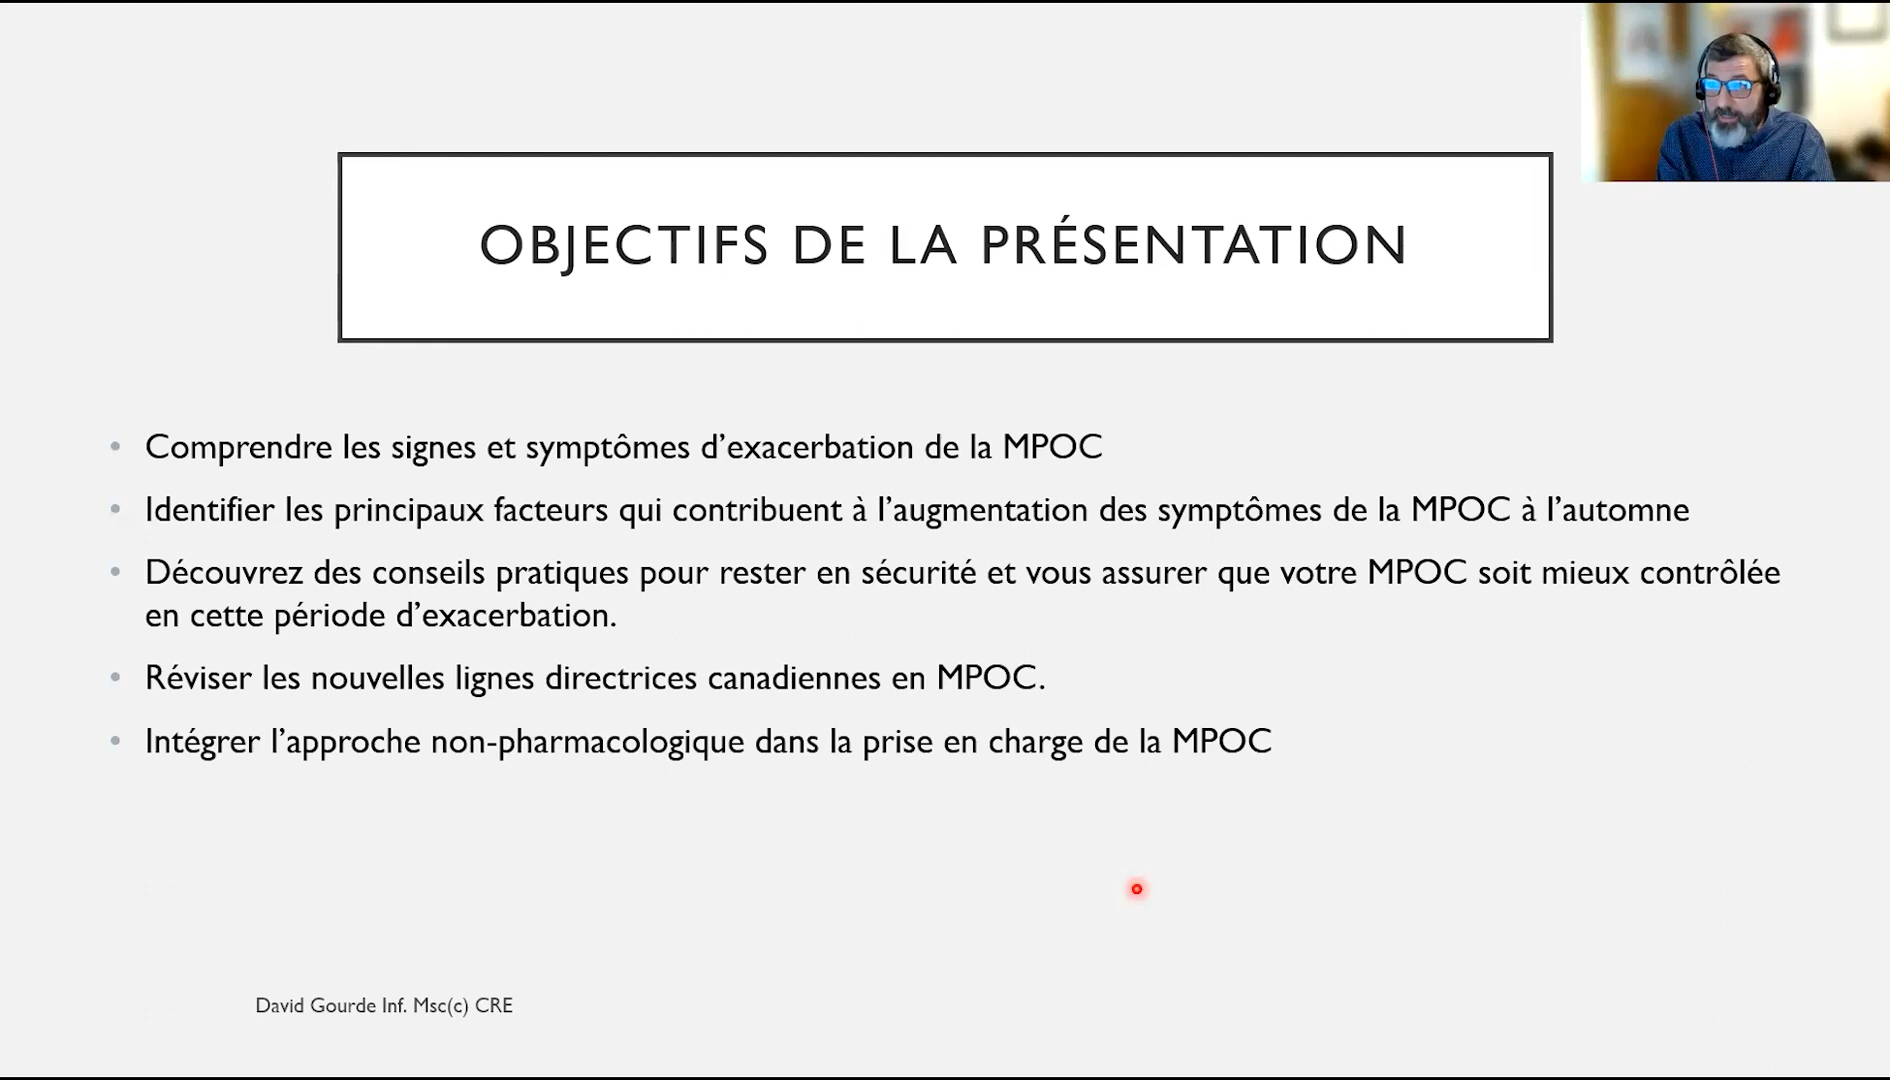 OBJECTIFS DE LA PRÉSENTATION
• Comprendre les signes et symptômes d’exacerbation de la MPOC
• Identifier les principaux facteurs qui contribuent à l’augmentation des symptômes de la MPOC à l’automne
• Découvrez des conseils pratiques pour rester en sécurité et vous assurer que votre MPOC soit mieux contrôlée
en cette période d’exacerbation.
• Réviser les nouvelles lignes directrices canadiennes en MPOC.
• Intégrer l’approche non-pharmacologique dans la prise en charge de la MPOC
David Gourde Inf. Msc(c) CRE